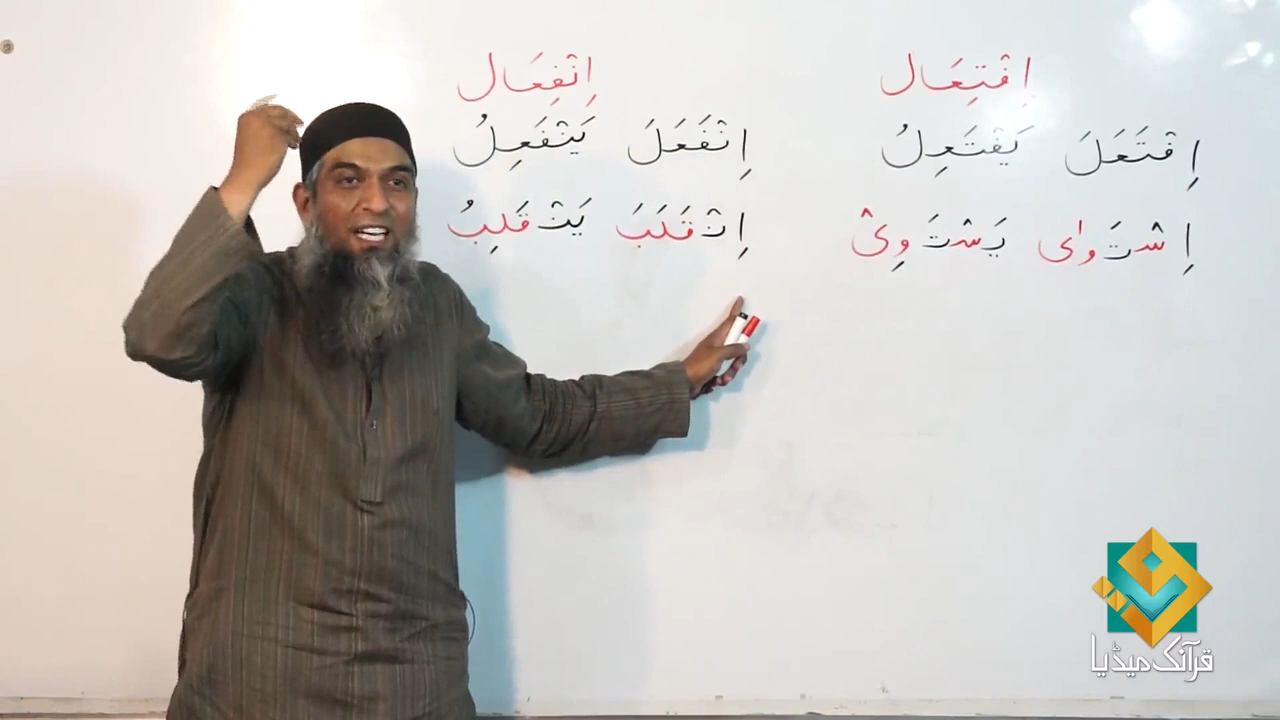 اِفْتِعَال
اِفْتَعَلَ يَفْتَعِلُ
اِشْتَوٰى يَشْتَوِىْ
اِنْفِعَال
اِنْفَعَلَ يَنْفَعِلُ
اِنْقَلَبَ يَنْقَلِبُ
قرآنک میڈیا